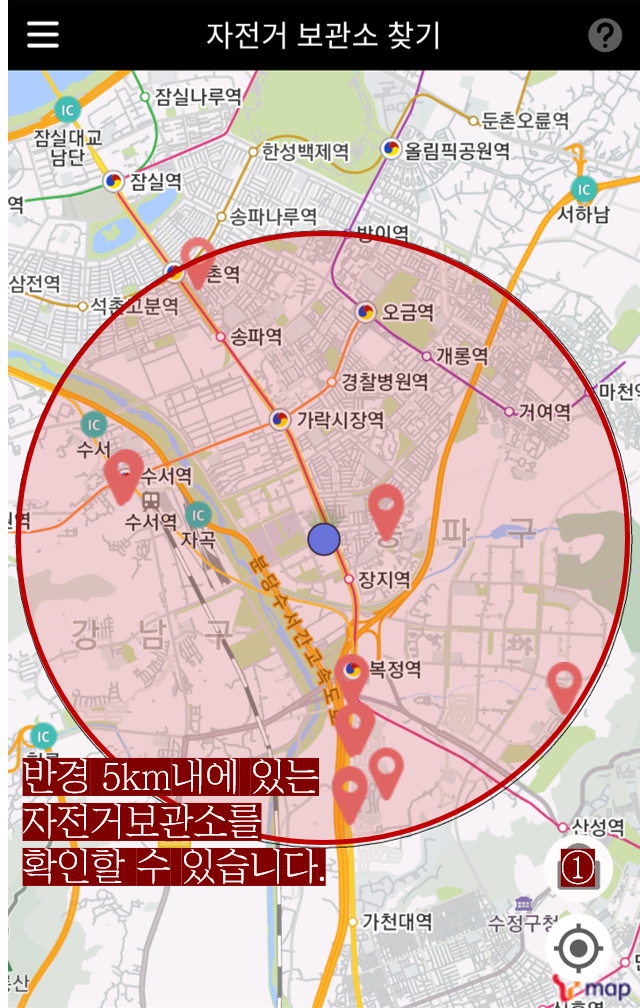 자전거 보관소 찾기
?
잠실나루역
IC
둔촌오륜역
잠실대교
남단
한성백제역
올림픽공원역
잠실역
IC
역
서하남
송파나루역
방이역
촌역
삼전역
석촌고분역
오금역
송파역
개롱역
경찰병원역
마천역
거여역
가락시장역
IC
수서
수서역
수서역
IC
자곡
송 파 구
장지역
분당수서간고속도로
강 남 구
복정역
IC
반경 5km내에 있는
자전거보관소를
확인할 수 있습니다.
산성역
①
가천대역
수정구청
map